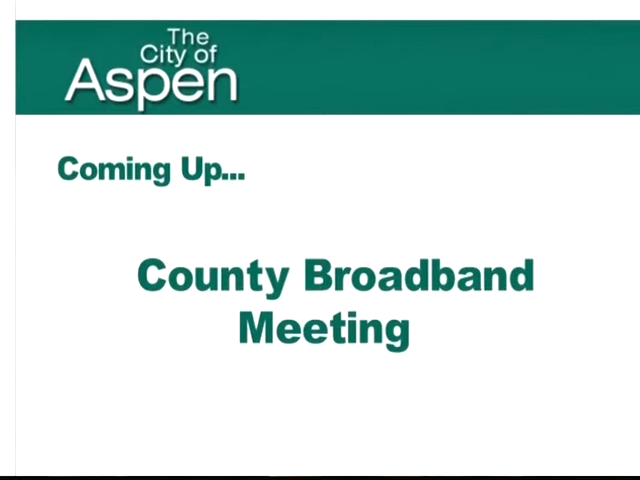 The
City of
Aspen
Coming Up...
County Broadband
Meeting